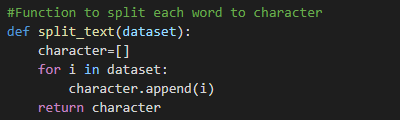 #Function to split each word to character
def split_text(dataset):
    character=[]
    for i in dataset:
        character.append(i)
    return character